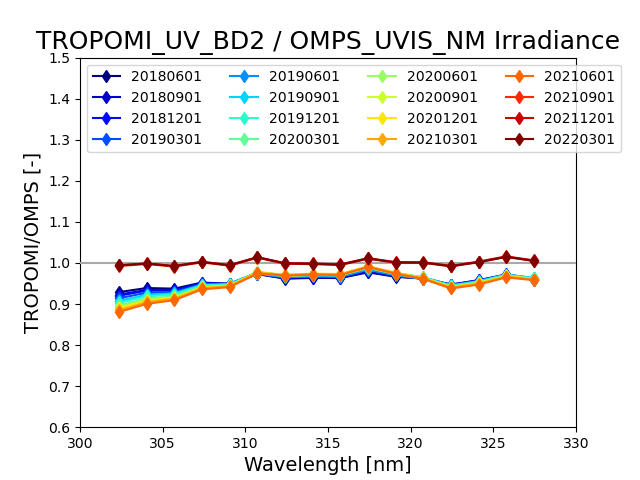 TROPOMI_UV_BD2 / OMPS_UVIS_NM Irradiance
20180601 20190601 20200601 20210601
20180901 20190901 20200901 20210901
20181201 20191201 20201201 20211201
20190301 20200301 20210301 20220301
TROPOMI/OMPS [-]
1.5
1.4
1.3
1.2
1.1
1.0
0.9
0.8
0.7
0.6
300 305 310 315 320 325 330
Wavelength [nm]